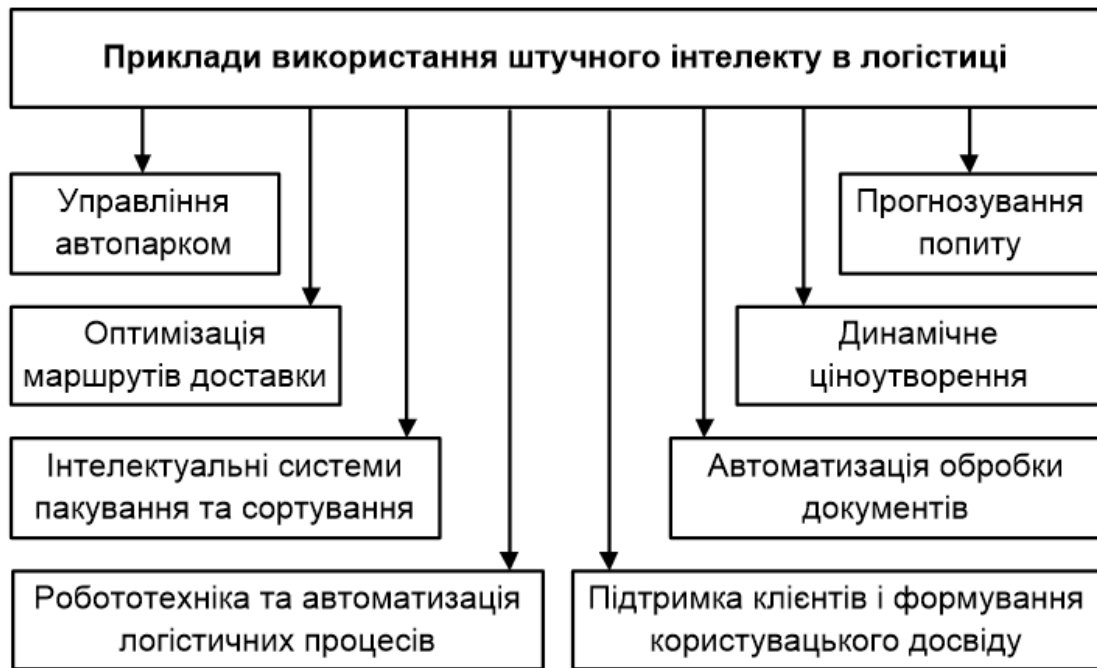 Приклади використання штучного інтелекту в логістиці
Управління
автопарком
Прогнозування
попиту
Оптимізація
маршрутів доставки
Динамічне
ціноутворення
Інтелектуальні системи
пакування та сортування
Автоматизація обробки
документів
Робототехніка та автоматизація
логістичних процесів
Підтримка клієнтів і формування
користувацького досвіду